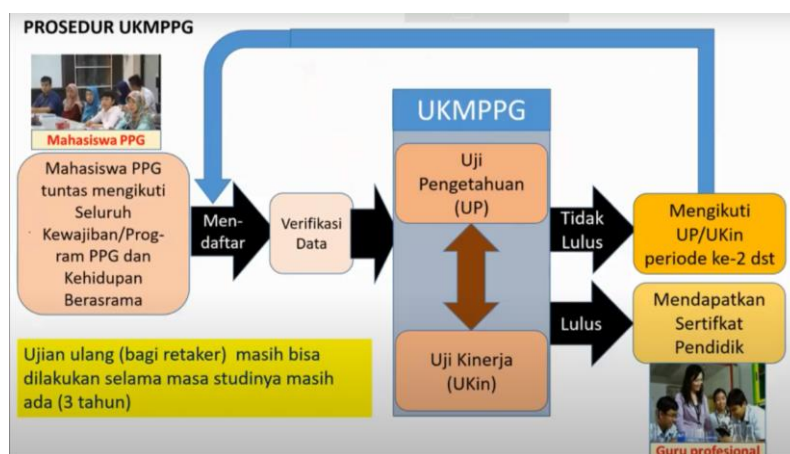 PROSEDUR UKMPPG
Mahasiswa PPG
Mahasiswa PPG
tuntas mengikuti
Seluruh
Kewajiban/Prog-
ram PPG dan
Kehidupan
Berasrama
Men-
daftar
Verifikasi
Data
UKMPPG
Uji
Pengetahuan
(UP)
Uji Kinerja
(UKin)
Tidak
Lulus
Mengikuti
UP/UKin
periode ke-2 dst
Lulus
Mendapatkan
Sertifkat
Pendidik
Guru profesional
Ujian ulang (bagi retaker) masih bisa
dilakukan selama masa studinya masih
ada (3 tahun)